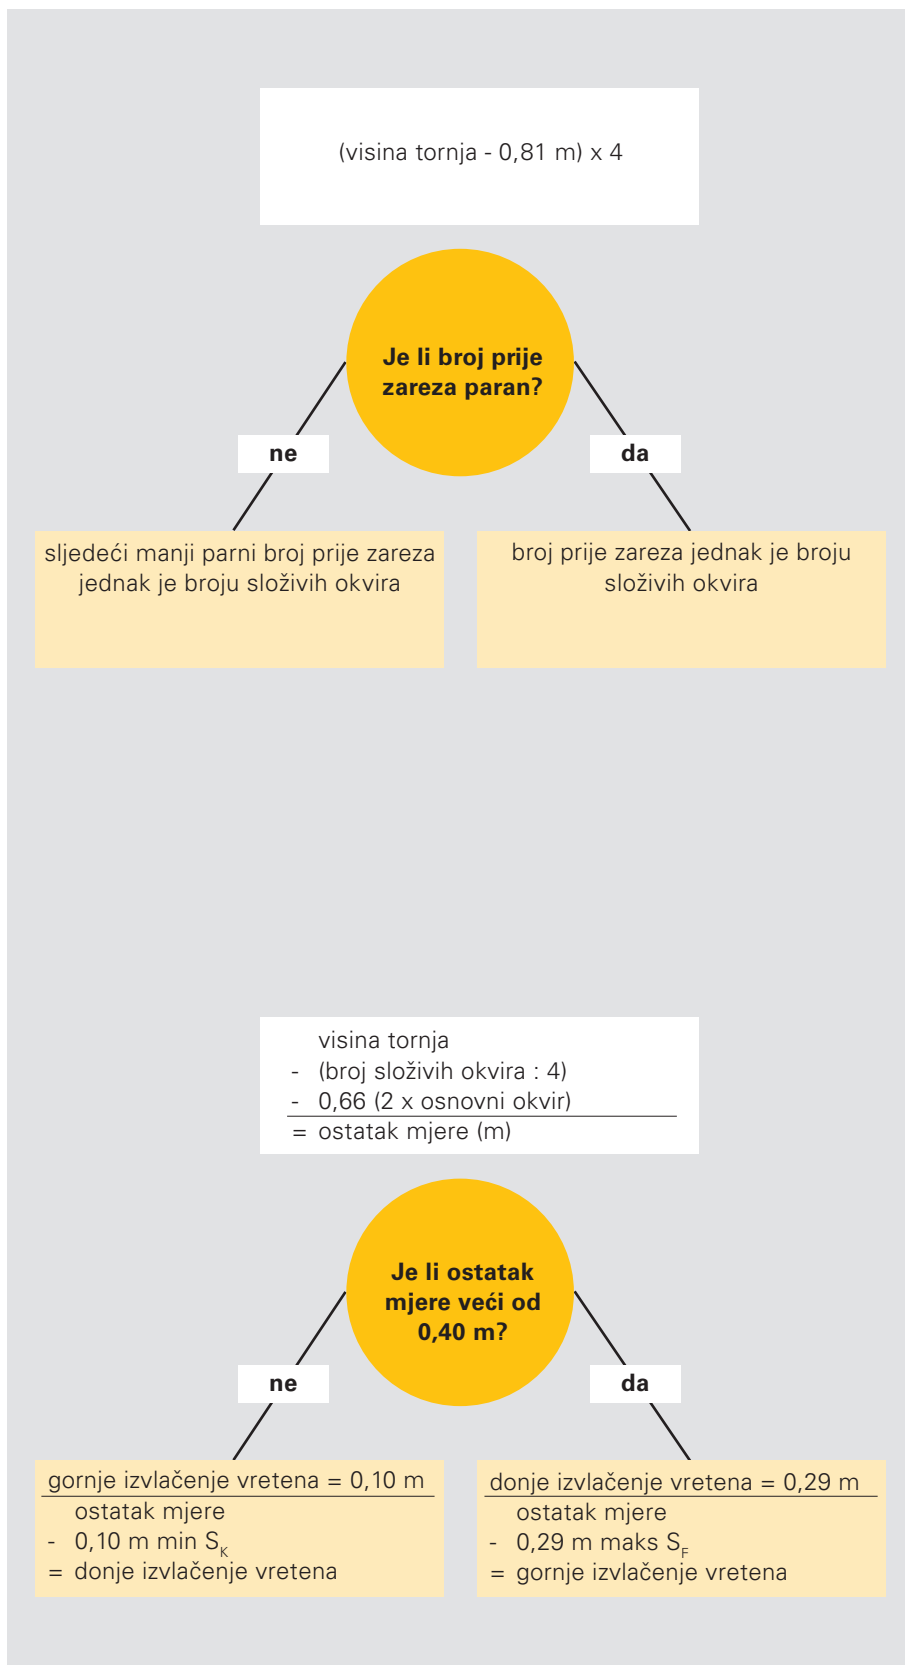 (visina tornja - 0,81 m) x 4
Je li broj prije
zareza paran?
ne
da
sljedeći manji parni broj prije zareza
jednak je broju složivih okvira
broj prije zareza jednak je broju
složivih okvira
visina tornja
- (broj složivih okvira : 4)
- 0,66 (2 x osnovni okvir)
= ostatak mjere (m)
Je li ostatak
mjere veći od
0,40 m?
ne
da
gornje izvlačenje vretena = 0,10 m
ostatak mjere
- 0,10 m min S_K
= donje izvlačenje vretena
donje izvlačenje vretena = 0,29 m
ostatak mjere
- 0,29 m maks S_F
= gornje izvlačenje vretena